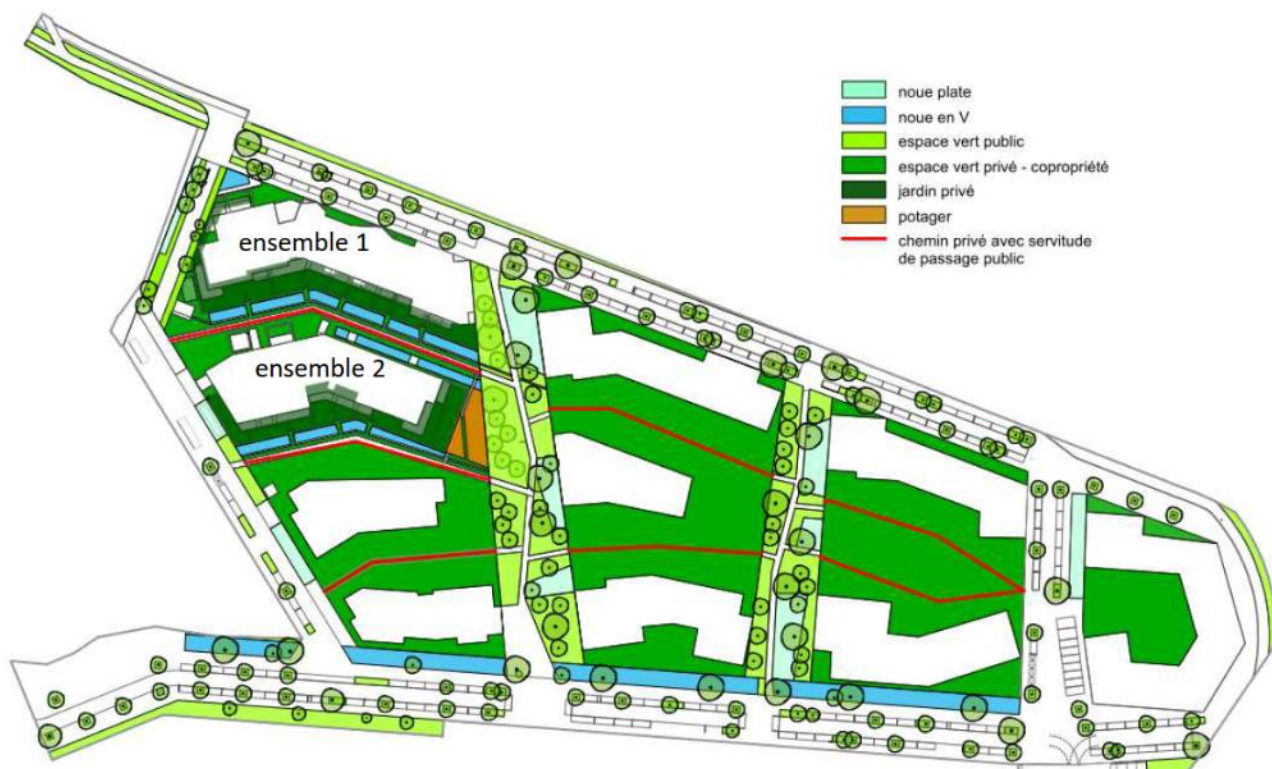 noue plate
noue en V
espace vert public
espace vert privé - copropriété
jardin privé
potager
chemin privé avec servitude
de passage public
ensemble 1
ensemble 2